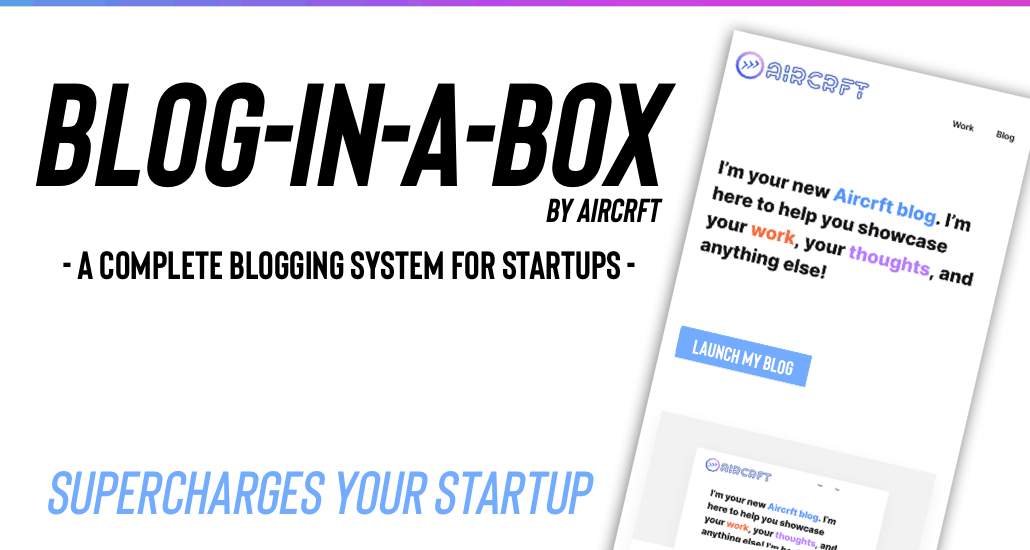 BLOG-IN-A-BOX
BY AIRCRFT
- A COMPLETE BLOGGING SYSTEM FOR STARTUPS -
SUPERCHARGES YOUR STARTUP
AIRCRFT
Work Blog
I'm your new Aircrft blog. I'm
here to help you showcase
your work, your thoughts, and
anything else!
LAUNCH MY BLOG
AIRCRFT
I'm your new Aircrft blog. I'm
here to help you showcase
your work, your thoughts, and
anything else! I'm